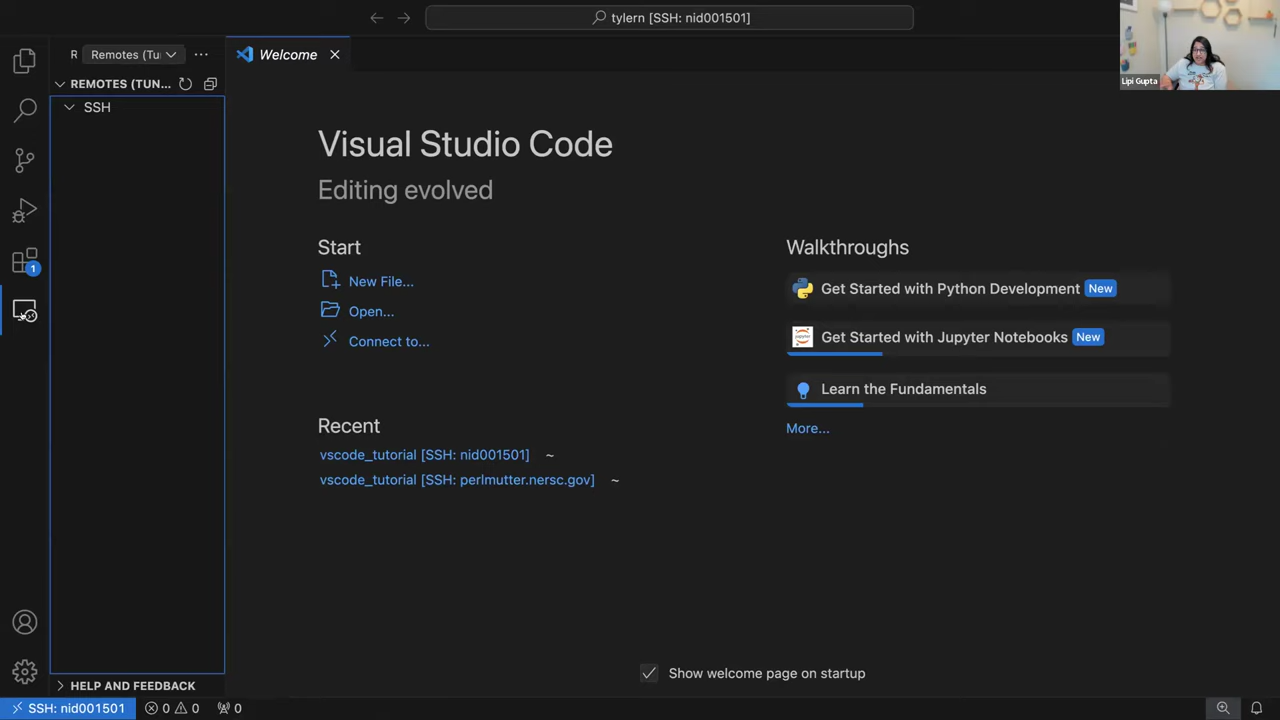 tylern [SSH: nid001501]
Lipi Gupta
R
Remotes (Tu
Welcome
REMOTES (TUN...
SSH
Visual Studio Code
Editing evolved
Start
New File...
Open...
Connect to...
Recent
vscode_tutorial [SSH: nid001501] ~
vscode_tutorial [SSH: perlmutter.nersc.gov] ~
Walkthroughs
Get Started with Python Development New
Get Started with Jupyter Notebooks New
Learn the Fundamentals
More...
1
Show welcome page on startup
HELP AND FEEDBACK
SSH: nid001501
0
0
0